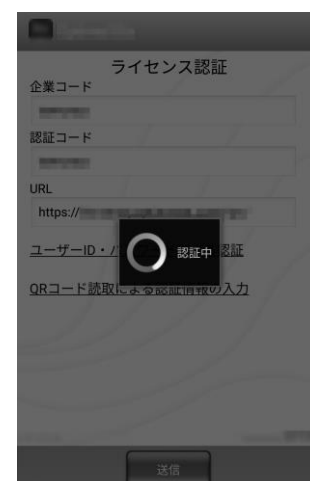 ライセンス認証
企業コード
認証コード
URL
https://
ユーザーID・パ 認証
認証中
QRコード読取による認証情報の入力
送信